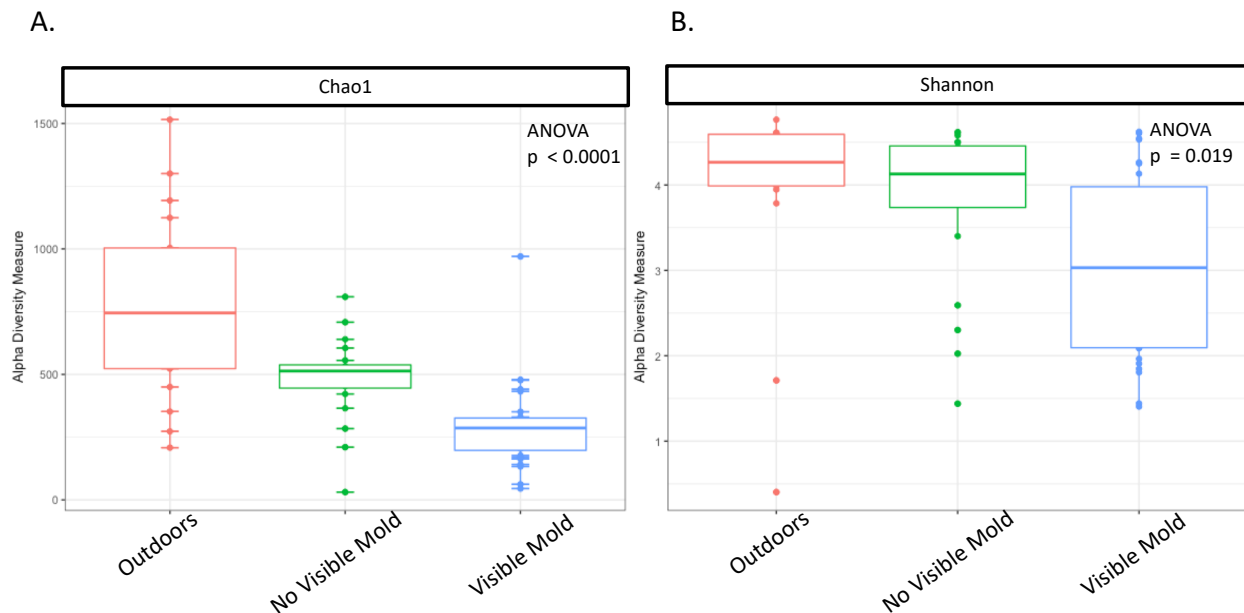 A.
Chao1
ANOVA
p < 0.0001
Alpha Diversity Measure
1500
1000
500
0
Outdoors
No Visible Mold
Visible Mold
B.
Shannon
ANOVA
p = 0.019
Alpha Diversity Measure
4
3
2
1
Outdoors
No Visible Mold
Visible Mold